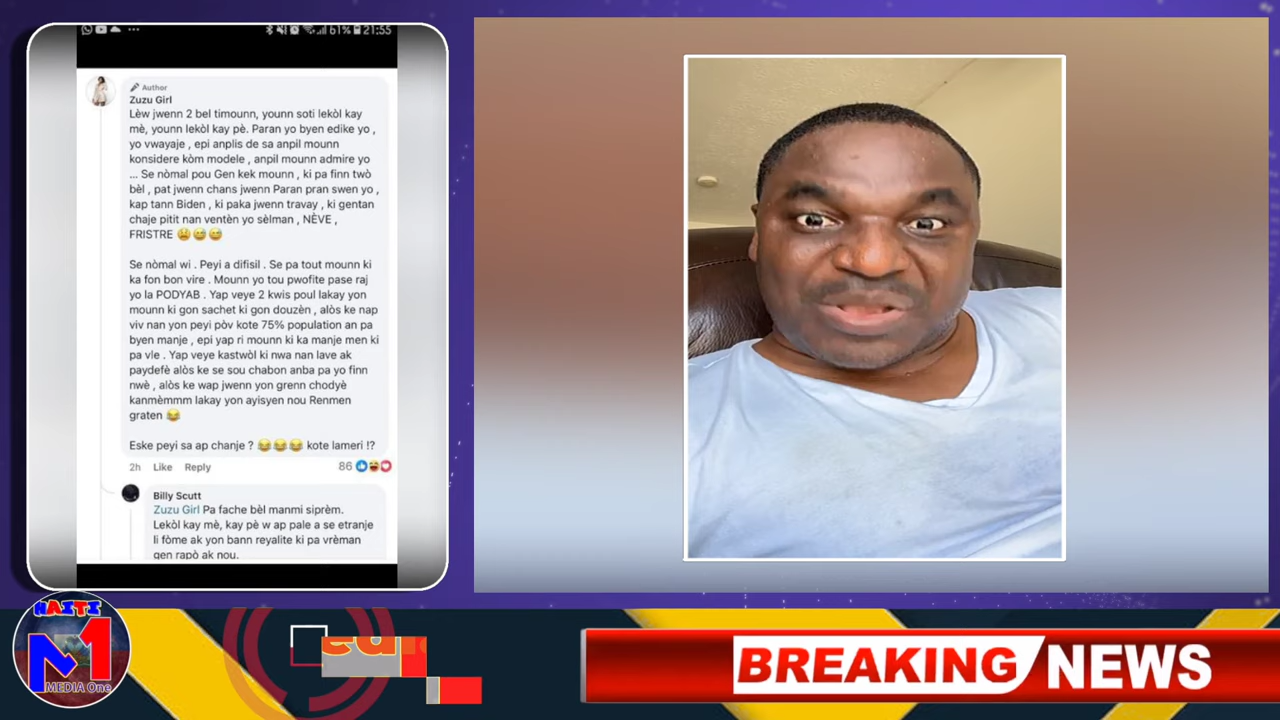 61% 21:55
Author
Zuzu Girl
Lèw jwenn 2 bel timounn, younn soti lekòl kay
mè, younn lekòl kay pè. Paran yo byen edike yo ,
yo vwayaje , epi anplis de sa anpil mounn
konsidere kòm modele , anpil mounn admire yo
... Se nòmal pou Gen kek mounn , ki pa finn twò
bèl , pat jwenn chans jwenn Paran pran swen yo ,
kap tann Biden , ki paka jwenn travay , ki gentan
chaje pitit nan ventèn yo sèlman , NÈVE ,
FRISTRE 😩😅😅
Se nòmal wi . Peyi a difisil . Se pa tout mounn ki
ka fon bon vire . Mounn yo tou pwofite pase raj
yo la PODYAB . Yap veye 2 kwis poul lakay yon
mounn ki gon sachet ki gon douzèn , alòs ke nap
viv nan yon peyi pòv kote 75% population an pa
byen manje , epi yap ri mounn ki ka manje men ki
pa vle . Yap veye kastwòl ki nwa nan lave ak
paydefè alòs ke se sou chabon anba pa yo finn
nwè , alòs ke wap jwenn yon grenn chodyè
kanmèmmm lakay yon ayisyen nou Renmen
graten 😂
Eske peyi sa ap chanje ? 😂😂😂 kote lameri !?
2h Like Reply 86
Billy Scutt
Zuzu Girl Pa fache bèl manmi siprèm.
Lekòl kay mè, kay pè w ap pale a se etranje
li fòme ak yon bann reyalite ki pa vrèman
gen rapò ak nou.
HAITI
M1
MEDIA One
BREAKING NEWS